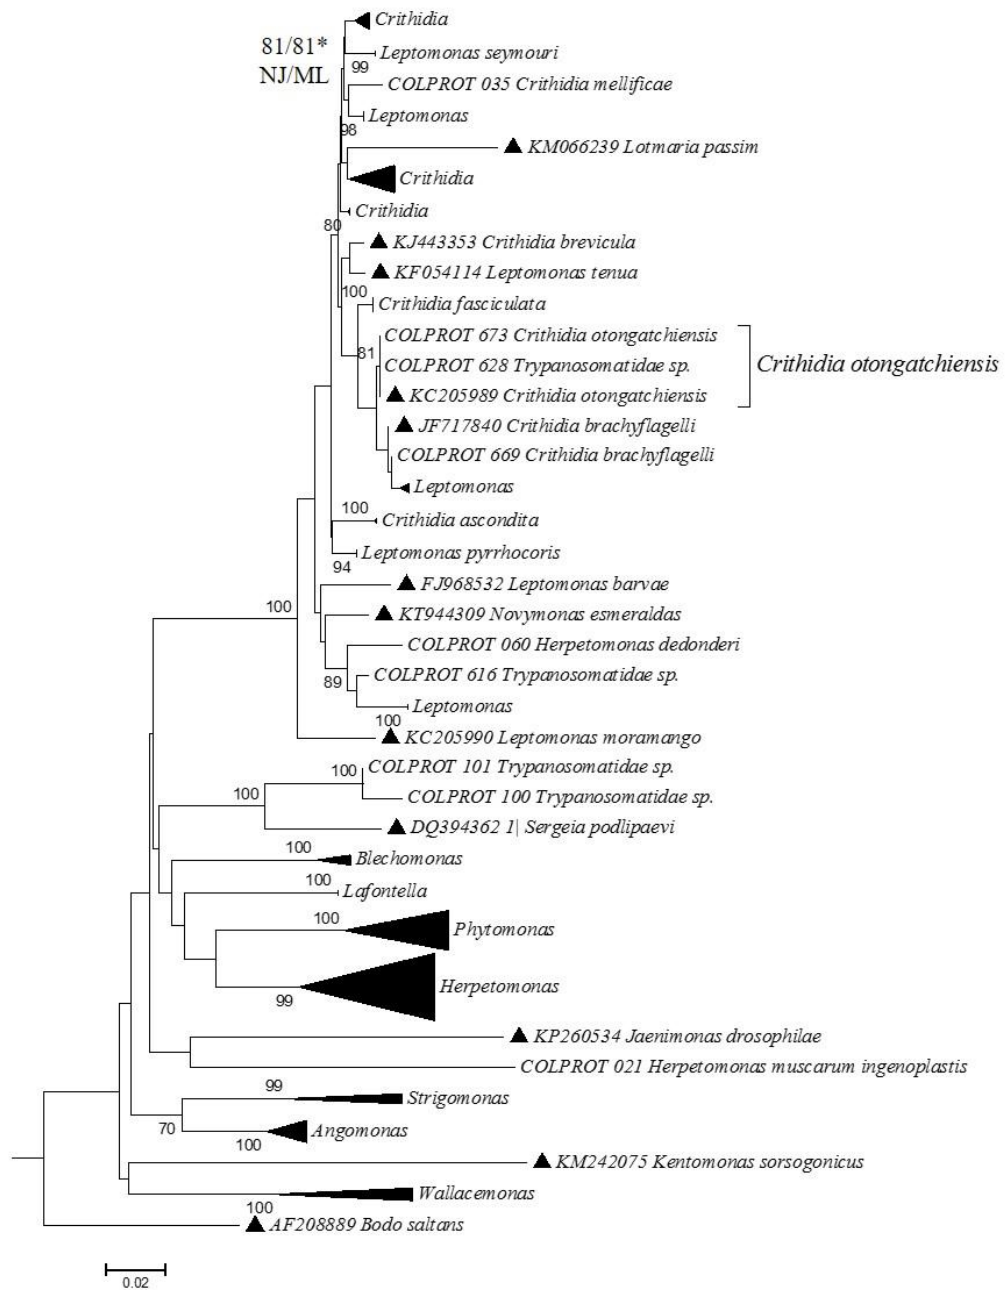 Crithidia
81/81*
NJ/ML
Leptomonas seymouri
99
COLPROT 035 Crithidia mellificae
Leptomonas
98
KM066239 Lotmaria passim
Crithidia
Crithidia
80
KJ443353 Crithidia brevicula
KF054114 Leptomonas tenua
100
Crithidia fasciculata
COLPROT 673 Crithidia otongatchiensis
81
COLPROT 628 Trypanosomatidae sp.
Crithidia otongatchiensis
KC205989 Crithidia otongatchiensis
JF717840 Crithidia brachyflagelli
COLPROT 669 Crithidia brachyflagelli
Leptomonas
100
Crithidia ascondita
Leptomonas pyrrhocoris
94
FJ968532 Leptomonas barvae
100
KT944309 Novymonas esmeraldas
COLPROT 060 Herpetomonas dedonderi
COLPROT 616 Trypanosomatidae sp.
89
Leptomonas
100
KC205990 Leptomonas moramango
COLPROT 101 Trypanosomatidae sp.
100
100
COLPROT 100 Trypanosomatidae sp.
DQ394362 1| Sergeia podlipaevi
100
Blechomonas
100
Lafontella
100
Phytomonas
Herpetomonas
99
KP260534 Jaenimonas drosophilae
COLPROT 021 Herpetomonas muscarum ingenoplastis
99
Strigomonas
70
Angomonas
100
KM242075 Kentomonas sorsogonicus
Wallacemonas
100
AF208889 Bodo saltans
0.02